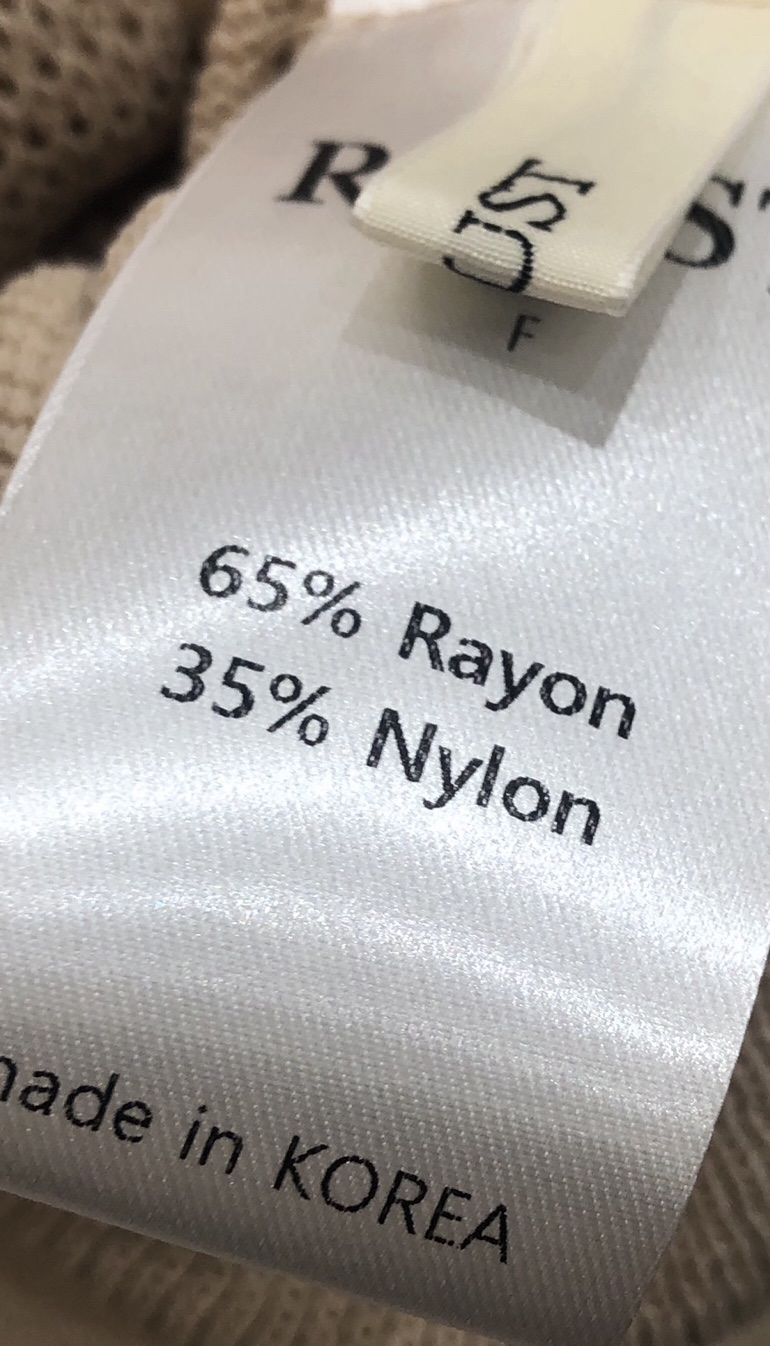 F
65% Rayon
35% Nylon
made in KOREA